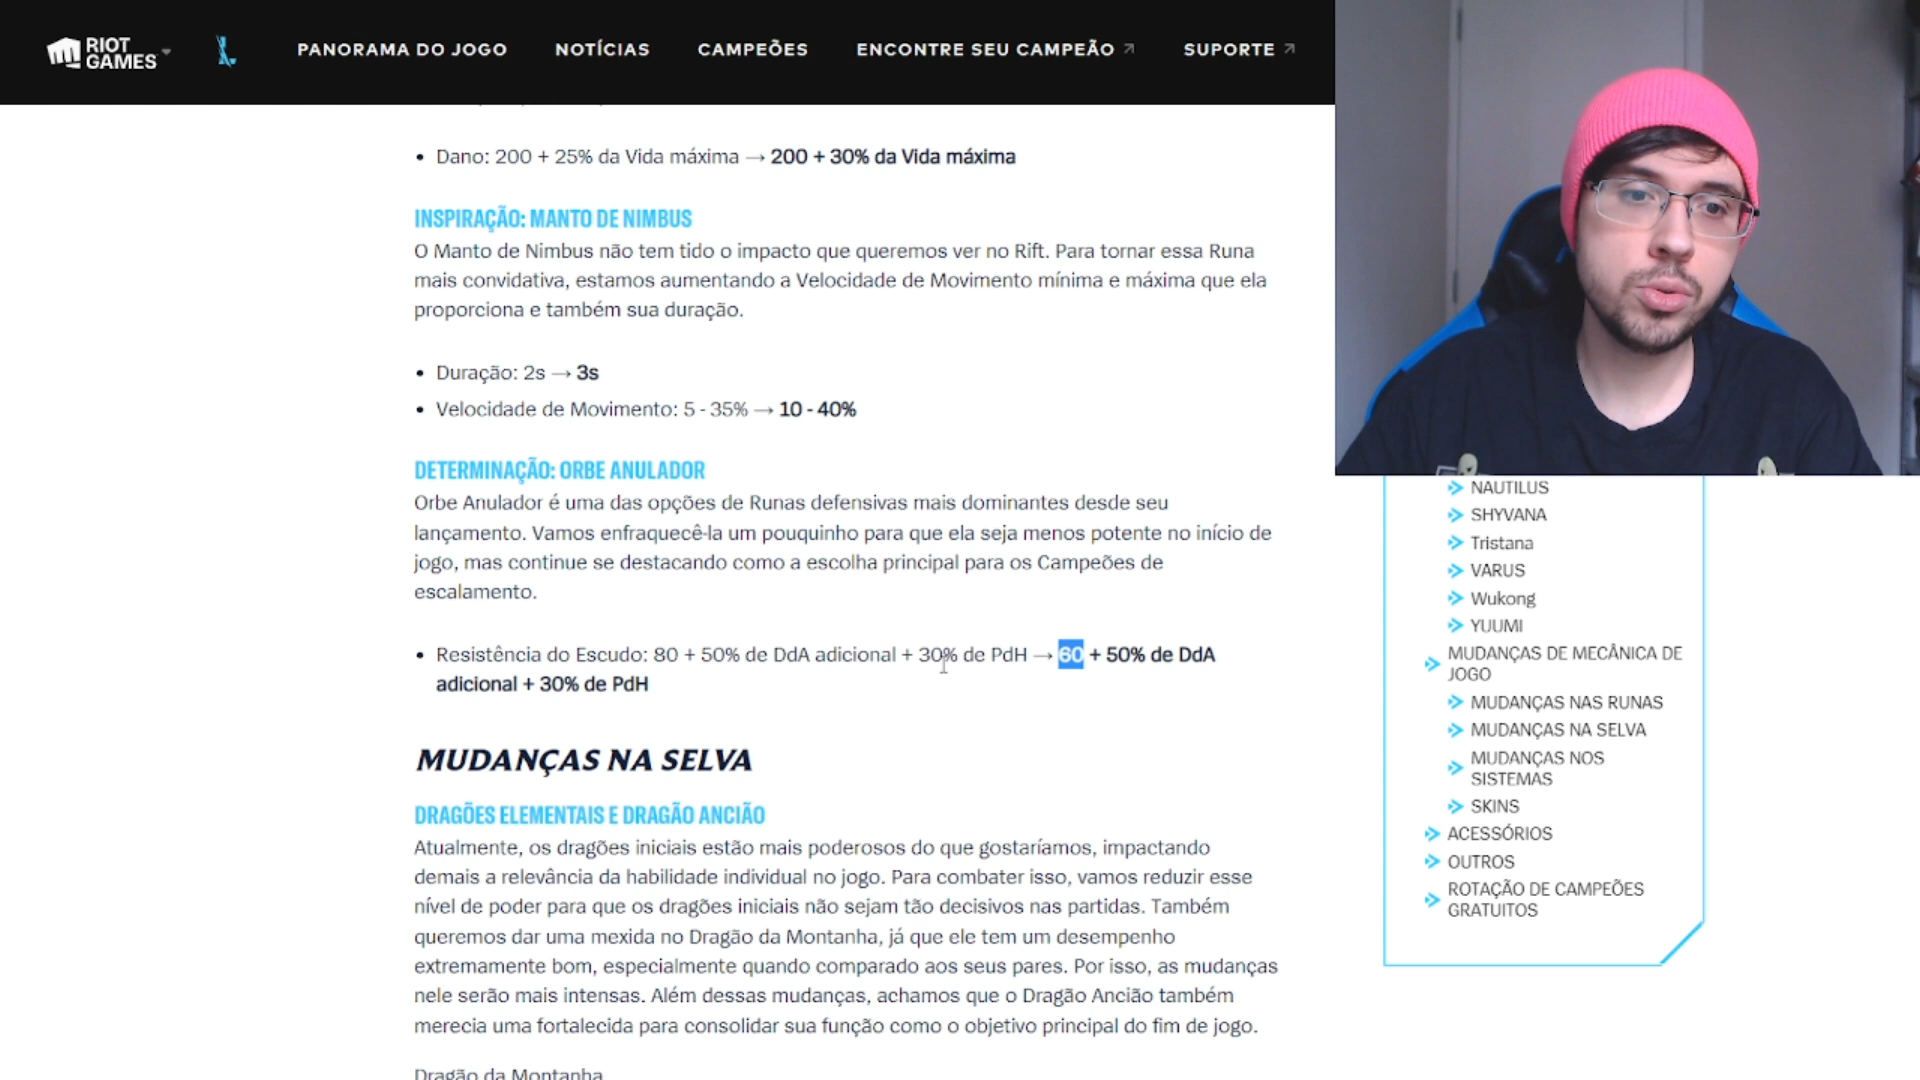 RIOT
GAMES
PANORAMA DO JOGO NOTÍCIAS CAMPEÕES ENCONTRE SEU CAMPEÃO SUPORTE
• Dano: 200 + 25% da Vida máxima → 200 + 30% da Vida máxima
INSPIRAÇÃO: MANTO DE NIMBUS
O Manto de Nimbus não tem tido o impacto que queremos ver no Rift. Para tornar essa Runa
mais convidativa, estamos aumentando a Velocidade de Movimento mínima e máxima que ela
proporciona e também sua duração.
• Duração: 2s → 3s
• Velocidade de Movimento: 5 - 35% → 10 - 40%
DETERMINAÇÃO: ORBE ANULADOR
Orbe Anulador é uma das opções de Runas defensivas mais dominantes desde seu
lançamento. Vamos enfraquecê-la um pouquinho para que ela seja menos potente no início de
jogo, mas continue se destacando como a escolha principal para os Campeões de
escalamento.
• Resistência do Escudo: 80 + 50% de DdA adicional + 30% de PdH → 60 + 50% de DdA
adicional + 30% de PdH
MUDANÇAS NA SELVA
DRAGÕES ELEMENTAIS E DRAGÃO ANCIÃO
Atualmente, os dragões iniciais estão mais poderosos do que gostaríamos, impactando
demais a relevância da habilidade individual no jogo. Para combater isso, vamos reduzir esse
nível de poder para que os dragões iniciais não sejam tão decisivos nas partidas. Também
queremos dar uma mexida no Dragão da Montanha, já que ele tem um desempenho
extremamente bom, especialmente quando comparado aos seus pares. Por isso, as mudanças
nele serão mais intensas. Além dessas mudanças, achamos que o Dragão Ancião também
merecia uma fortalecida para consolidar sua função como o objetivo principal do fim de jogo.
Dragão da Montanha
NAUTILUS
SHYVANA
Tristana
VARUS
Wukong
YUUMI
MUDANÇAS DE MECÂNICA DE
JOGO
MUDANÇAS NAS RUNAS
MUDANÇAS NA SELVA
MUDANÇAS NOS
SISTEMAS
SKINS
ACESSÓRIOS
OUTROS
ROTAÇÃO DE CAMPEÕES
GRATUITOS